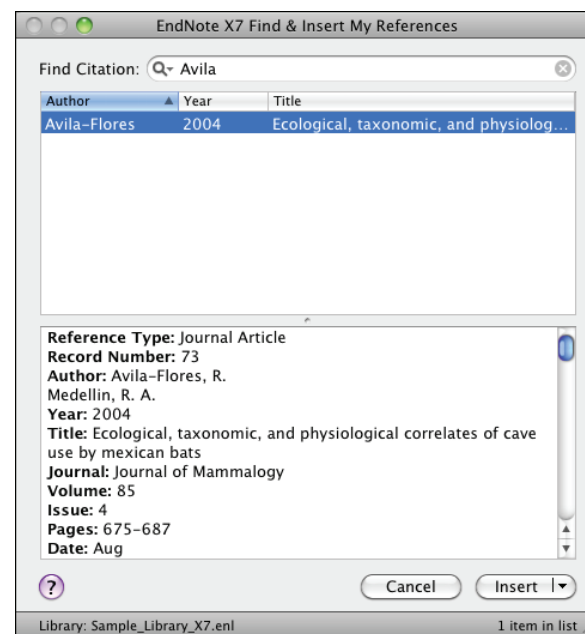 EndNote X7 Find & Insert My References
Find Citation: Avila
Author Year Title
Avila-Flores 2004 Ecological, taxonomic, and physiolog...
Reference Type: Journal Article
Record Number: 73
Author: Avila-Flores, R.
Medellin, R. A.
Year: 2004
Title: Ecological, taxonomic, and physiological correlates of cave
use by mexican bats
Journal: Journal of Mammalogy
Volume: 85
Issue: 4
Pages: 675-687
Date: Aug
? Cancel Insert
Library: Sample_Library_X7.enl 1 item in list